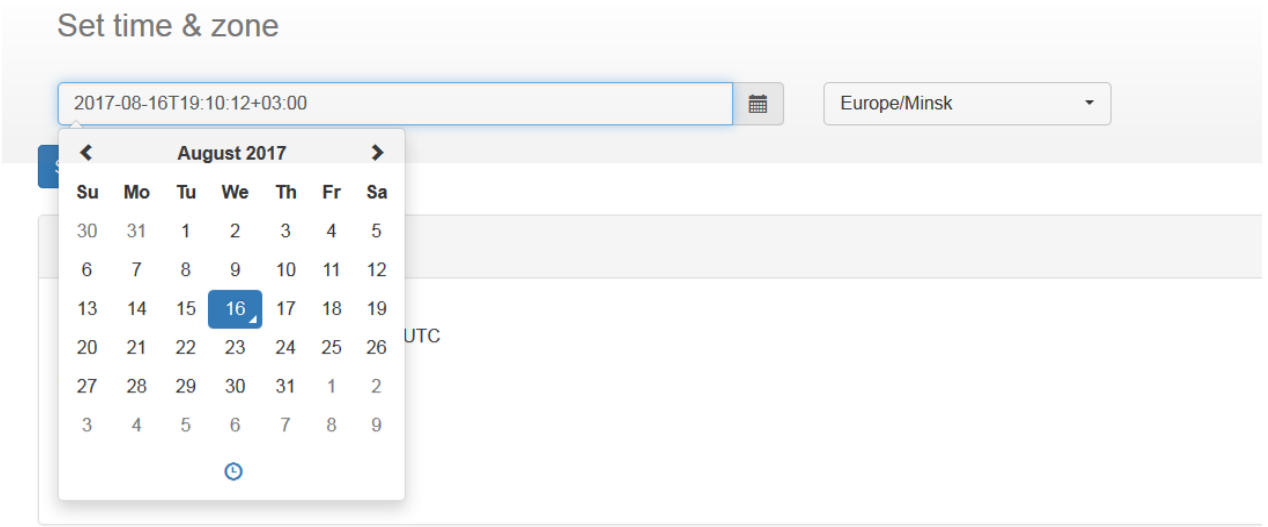 Set time & zone
2017-08-16T19:10:12+03:00 Europe/Minsk
August 2017
Su Mo Tu We Th Fr Sa
30 31 1 2 3 4 5
6 7 8 9 10 11 12
13 14 15 16 17 18 19
20 21 22 23 24 25 26
UTC
27 28 29 30 31 1 2
3 4 5 6 7 8 9